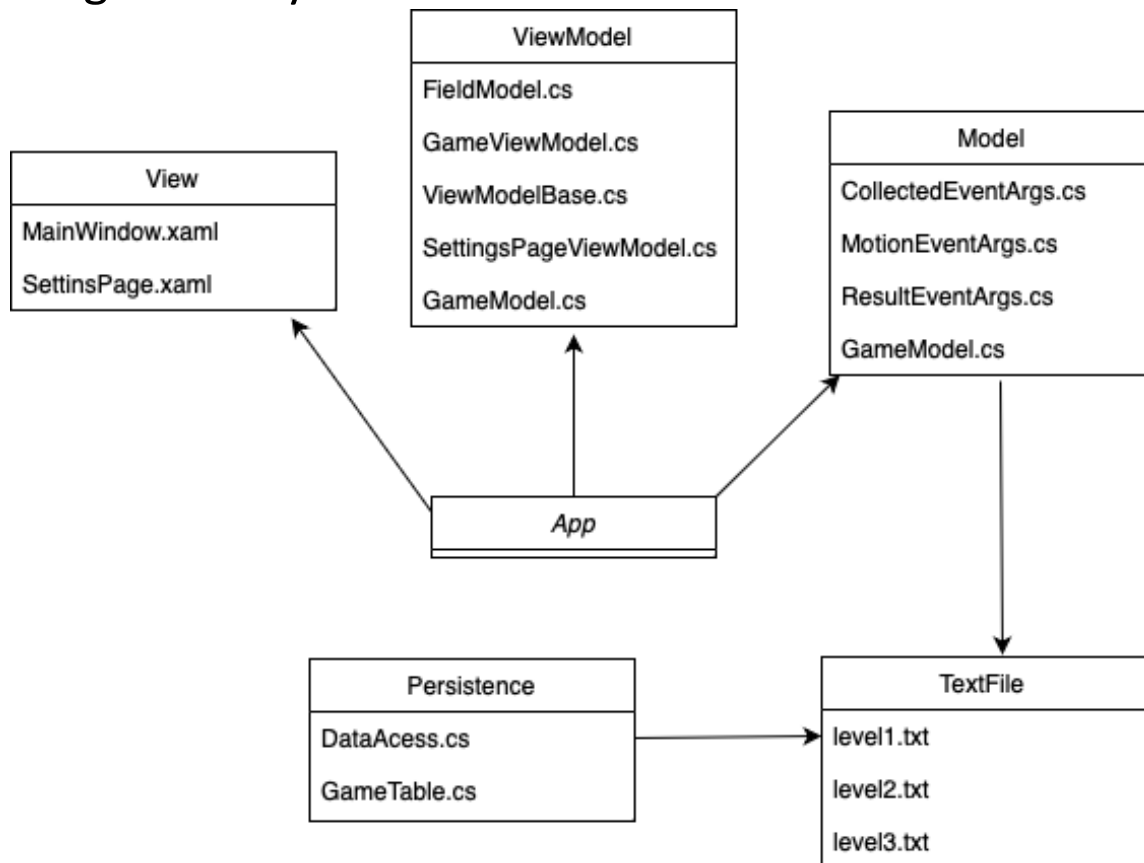 ViewModel
FieldModel.cs
GameViewModel.cs
ViewModelBase.cs
SettingsPageViewModel.cs
GameModel.cs
Model
CollectedEventArgs.cs
MotionEventArgs.cs
ResultEventArgs.cs
GameModel.cs
View
MainWindow.xaml
SettinsPage.xaml
App
Persistence
DataAcess.cs
GameTable.cs
TextFile
level1.txt
level2.txt
level3.txt